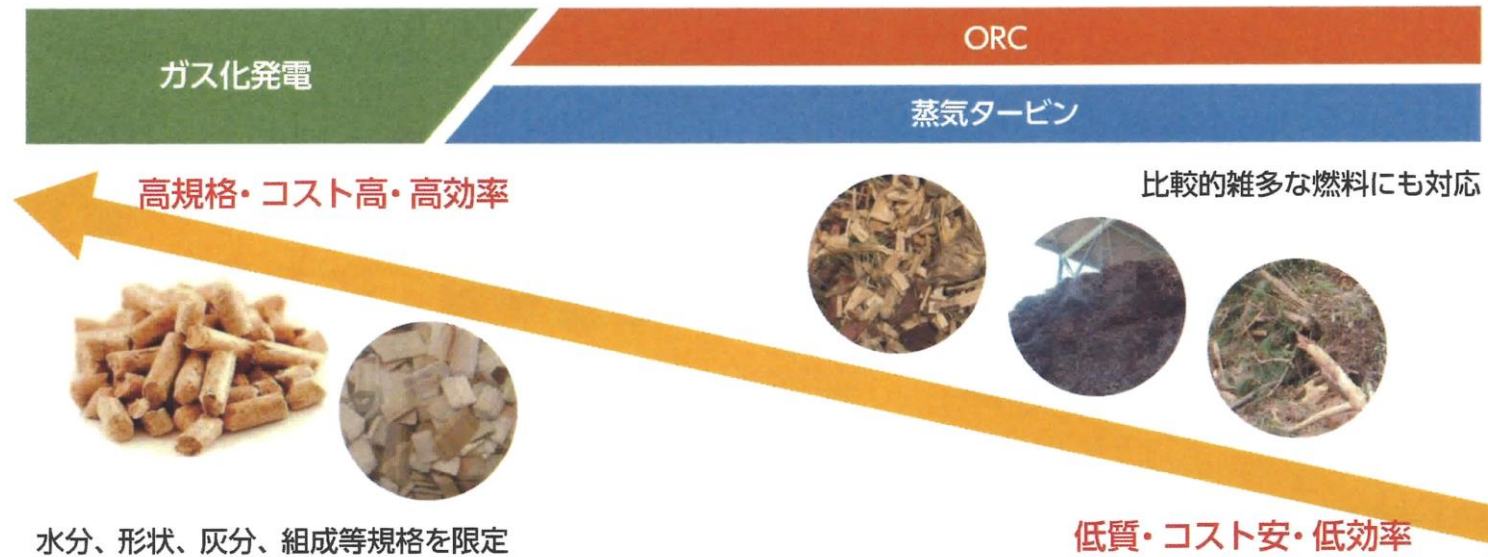 ガス化発電
ORC
蒸気タービン
高規格・コスト高・高効率
比較的雑多な燃料にも対応
水分、形状、灰分、組成等規格を限定
低質・コスト安・低効率